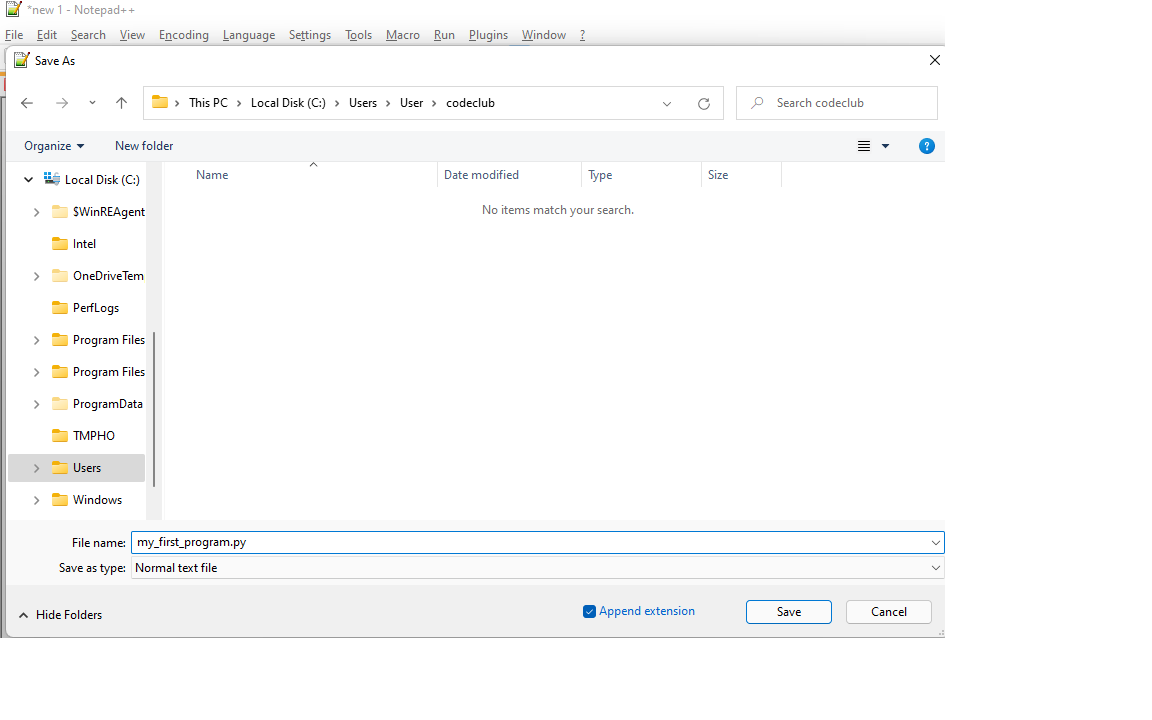 *new 1 - Notepad++
File Edit Search View Encoding Language Settings Tools Macro Run Plugins Window ?
Save As
This PC > Local Disk (C:) > Users > User > codeclub
Search codeclub
Organize New folder
?
Name Date modified Type Size
No items match your search.
Local Disk (C:)
$WinREAgent
Intel
OneDriveTem
PerfLogs
Program Files
Program Files
ProgramData
TMPHO
Users
Windows
File name: my_first_program.py
Save as type: Normal text file
Hide Folders
Append extension
Save
Cancel